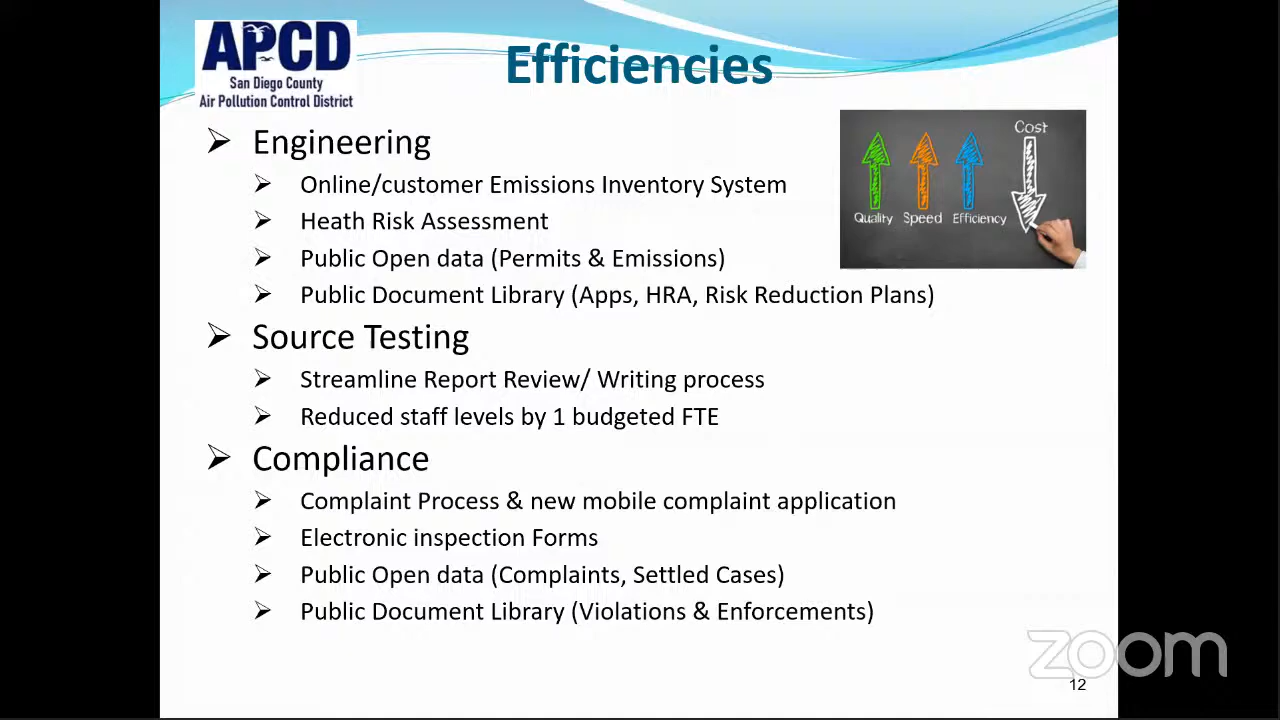 APCD
San Diego County
Air Pollution Control District
Efficiencies
Engineering
Online/customer Emissions Inventory System
Heath Risk Assessment
Public Open data (Permits & Emissions)
Public Document Library (Apps, HRA, Risk Reduction Plans)
Cost
Quality Speed Efficiency
Source Testing
Streamline Report Review/ Writing process
Reduced staff levels by 1 budgeted FTE
Compliance
Complaint Process & new mobile complaint application
Electronic inspection Forms
Public Open data (Complaints, Settled Cases)
Public Document Library (Violations & Enforcements)
zoom
12